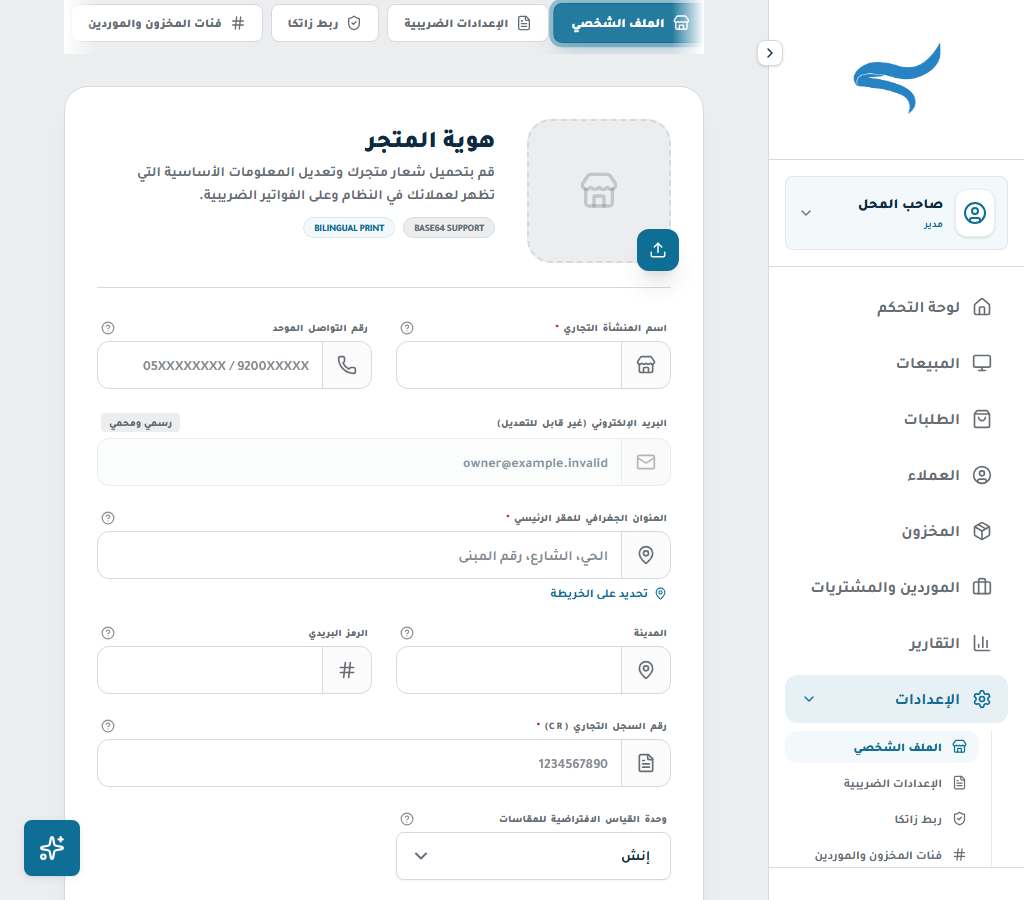 الملف الشخصي
الإعدادات الضريبية
ربط زاتكا
فئات المخزون والموردين
صاحب المحل
مدير
لوحة التحكم
المبيعات
الطلبات
العملاء
المخزون
الموردين والمشتريات
التقارير
الإعدادات
الملف الشخصي
الإعدادات الضريبية
ربط زاتكا
فئات المخزون والموردين
هوية المتجر
قم بتحميل شعار متجرك وتعديل المعلومات الأساسية التي
تظهر لعملائك في النظام وعلى الفواتير الضريبية.
BASE64 SUPPORT
BILINGUAL PRINT
اسم المنشأة التجاري *
رقم التواصل الموحد
05XXXXXXXX / 9200XXXXX
البريد الإلكتروني (غير قابل للتعديل)
رسمي ومحمي
owner@example.invalid
العنوان الجغرافي للمقر الرئيسي *
الحي، الشارع، رقم المبنى
تحديد على الخريطة
المدينة
الرمز البريدي
رقم السجل التجاري (CR) *
1234567890
وحدة القياس الافتراضية للمقاسات
إنش